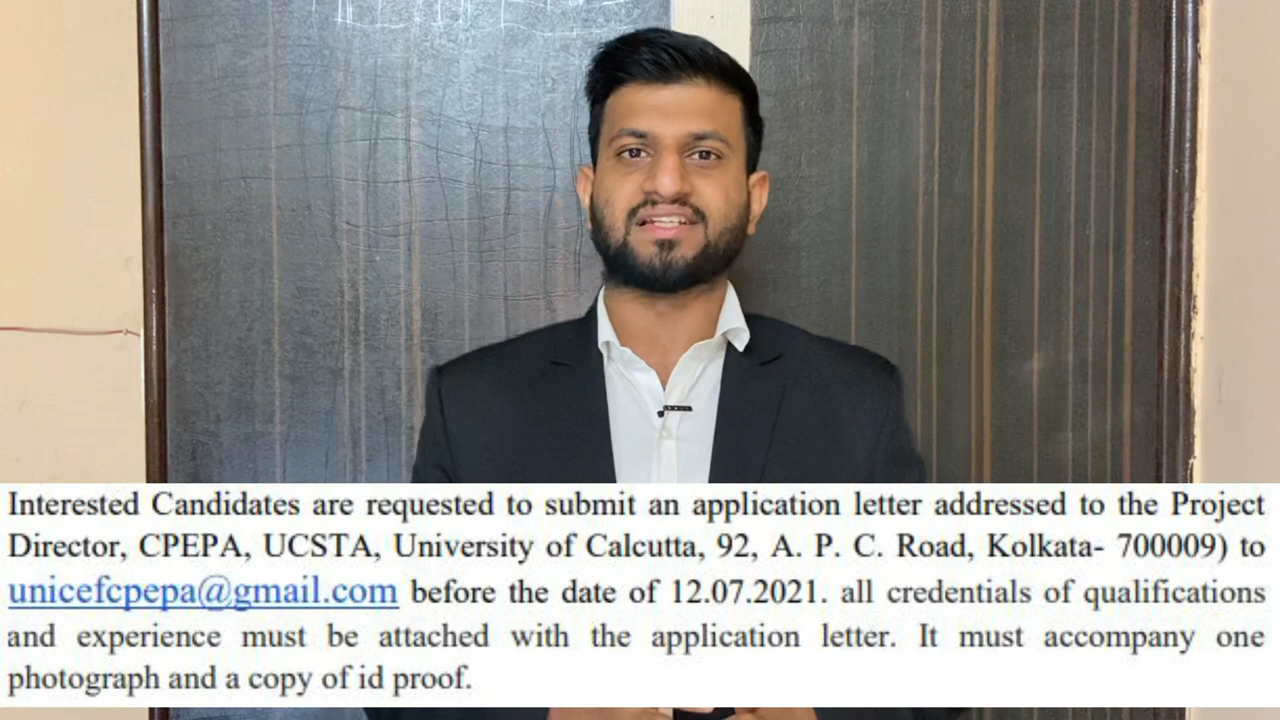 Interested Candidates are requested to submit an application letter addressed to the Project
Director, CPEPA, UCSTA, University of Calcutta, 92, A. P. C. Road, Kolkata- 700009) to
unicefcpepa@gmail.com before the date of 12.07.2021. all credentials of qualifications
and experience must be attached with the application letter. It must accompany one
photograph and a copy of id proof.